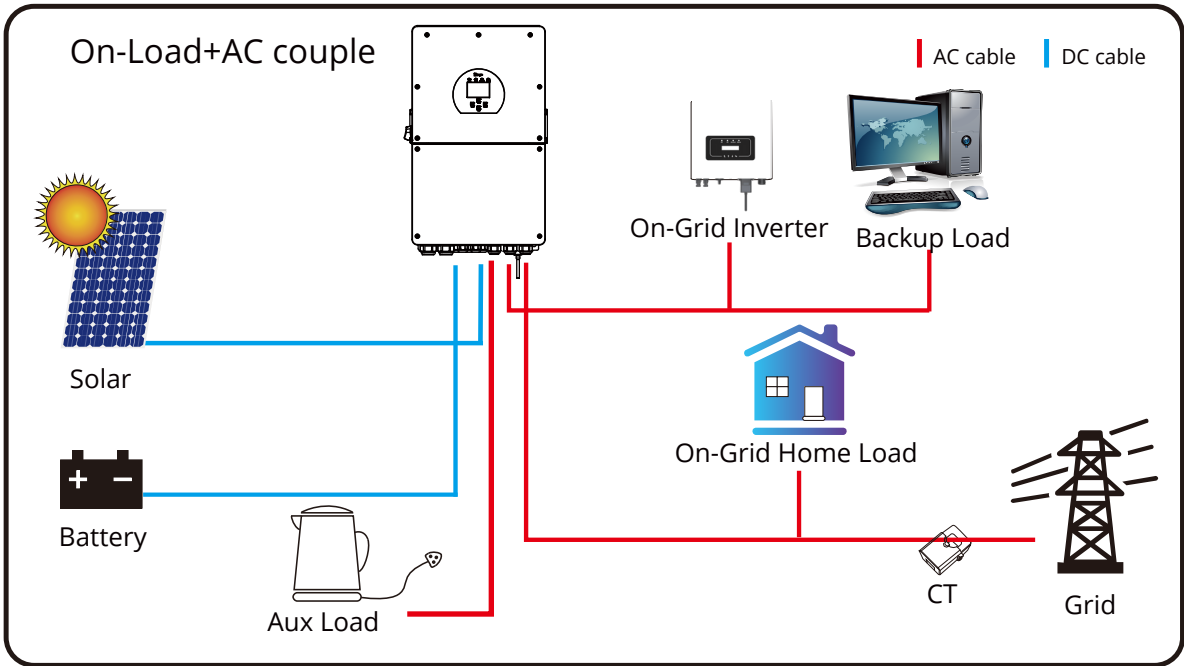 On-Load+AC couple
AC cable
DC cable
On-Grid Inverter
Backup Load
Solar
On-Grid Home Load
Battery
CT
Grid
Aux Load